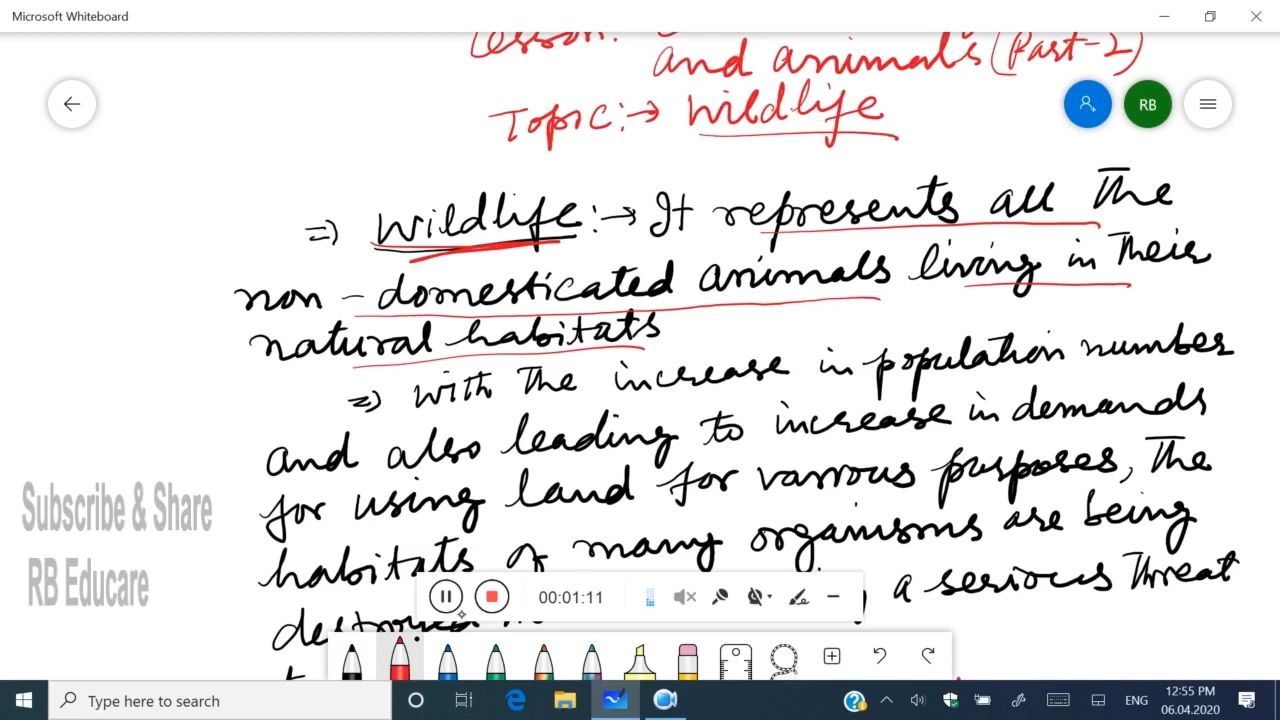 Microsoft Whiteboard
Lesson:
and animals (Part-2)
RB
Topic :→ Wildlife
⇒ Wildlife :→ It represents all the
non-domesticated animals living in their
natural habitats
⇒ with the increase in population number
and also leading to increase in demands
for using land for various purposes, the
Subscribe & Share
habitats of many organisms are being
RB Educare
destroyed
a serious threat
00:01:11
Type here to search
ENG
12:55 PM
06.04.2020